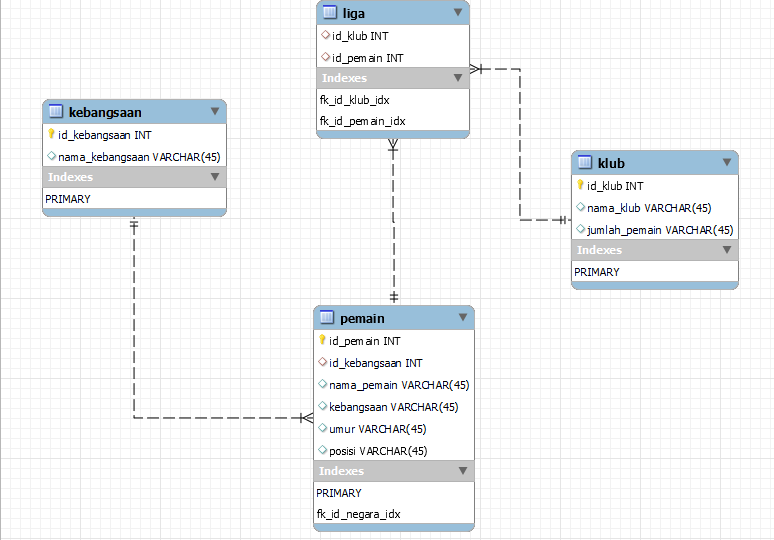 liga
id_klub INT
id_pemain INT
Indexes
fk_id_klub_idx
fk_id_pemain_idx
kebangsaan
id_kebangsaan INT
nama_kebangsaan VARCHAR(45)
Indexes
PRIMARY
klub
id_klub INT
nama_klub VARCHAR(45)
jumlah_pemain VARCHAR(45)
Indexes
PRIMARY
pemain
id_pemain INT
id_kebangsaan INT
nama_pemain VARCHAR(45)
kebangsaan VARCHAR(45)
umur VARCHAR(45)
posisi VARCHAR(45)
Indexes
PRIMARY
fk_id_negara_idx